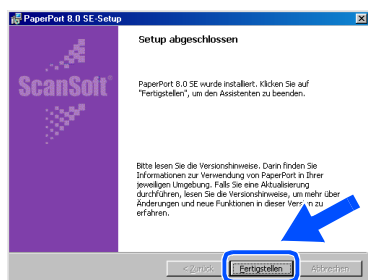 PaperPort 8.0 SE-Setup
Setup abgeschlossen
ScanSoft®
PaperPort 8.0 SE wurde installiert. Klicken Sie auf
"Fertigstellen", um den Assistenten zu beenden.
Bitte lesen Sie die Versionshinweise. Darin finden Sie
Informationen zur Verwendung von PaperPort in Ihrer
jeweiligen Umgebung. Falls Sie eine Aktualisierung
durchführen, lesen Sie die Versionshinweise, um mehr über
Änderungen und neue Funktionen in dieser Version zu
erfahren.
< Zurück
Fertigstellen
Abbrechen